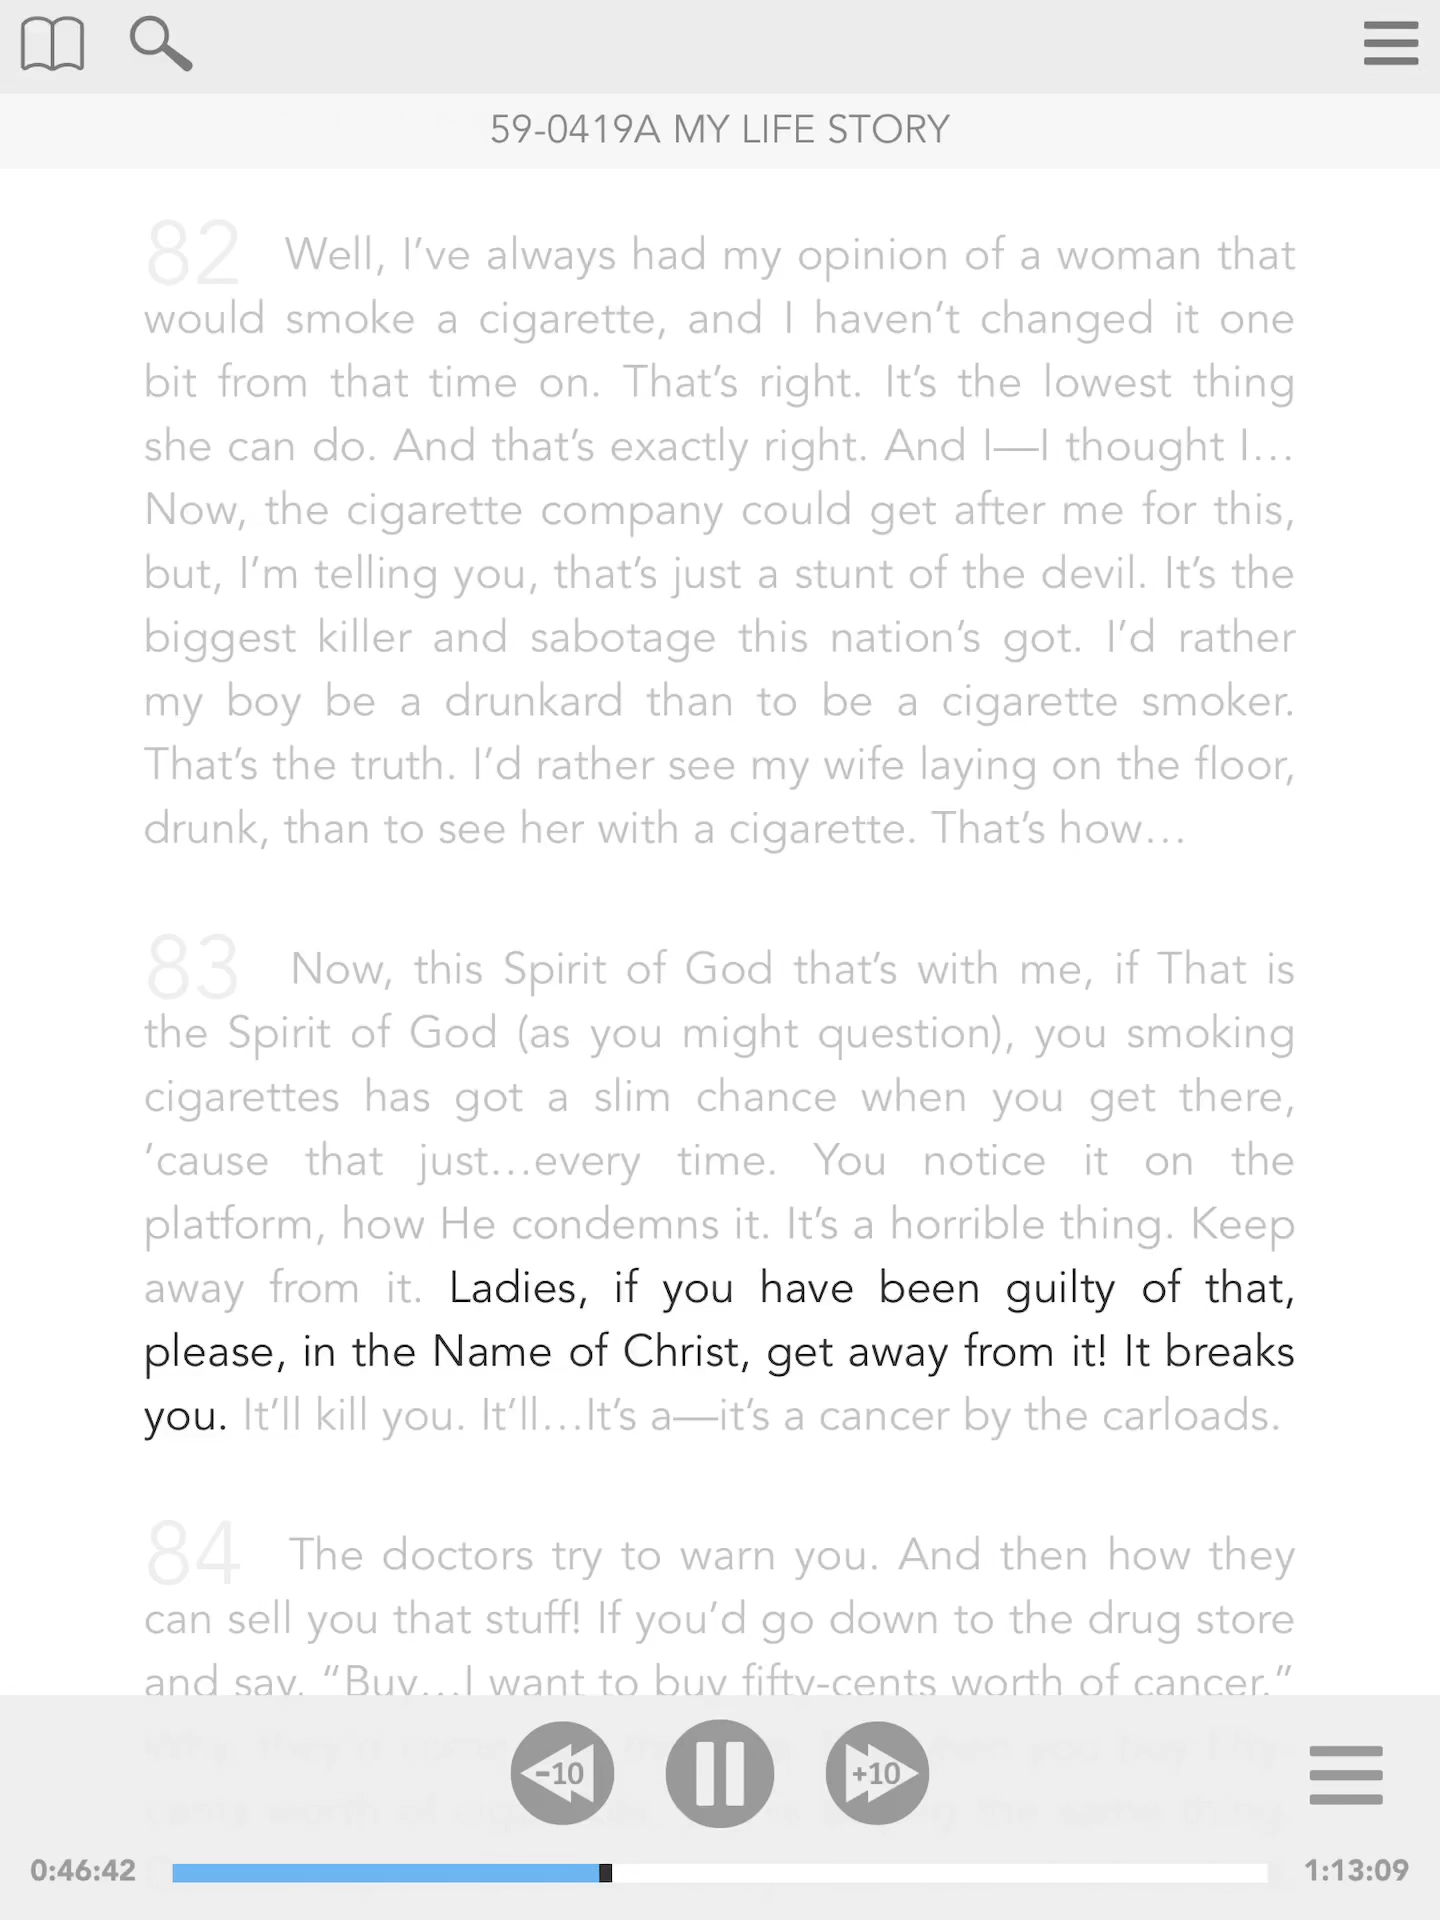 59-0419A MY LIFE STORY
82 Well, I’ve always had my opinion of a woman that
would smoke a cigarette, and I haven’t changed it one
bit from that time on. That’s right. It’s the lowest thing
she can do. And that’s exactly right. And I—I thought I…
Now, the cigarette company could get after me for this,
but, I’m telling you, that’s just a stunt of the devil. It’s the
biggest killer and sabotage this nation’s got. I’d rather
my boy be a drunkard than to be a cigarette smoker.
That’s the truth. I’d rather see my wife laying on the floor,
drunk, than to see her with a cigarette. That’s how…
83 Now, this Spirit of God that’s with me, if That is
the Spirit of God (as you might question), you smoking
cigarettes has got a slim chance when you get there,
’cause that just…every time. You notice it on the
platform, how He condemns it. It’s a horrible thing. Keep
away from it. Ladies, if you have been guilty of that,
please, in the Name of Christ, get away from it! It breaks
you. It’ll kill you. It’ll…It’s a—it’s a cancer by the carloads.
84 The doctors try to warn you. And then how they
can sell you that stuff! If you’d go down to the drug store
and say, “Buy…I want to buy fifty-cents worth of cancer.”
-10 +10
0:46:42 1:13:09